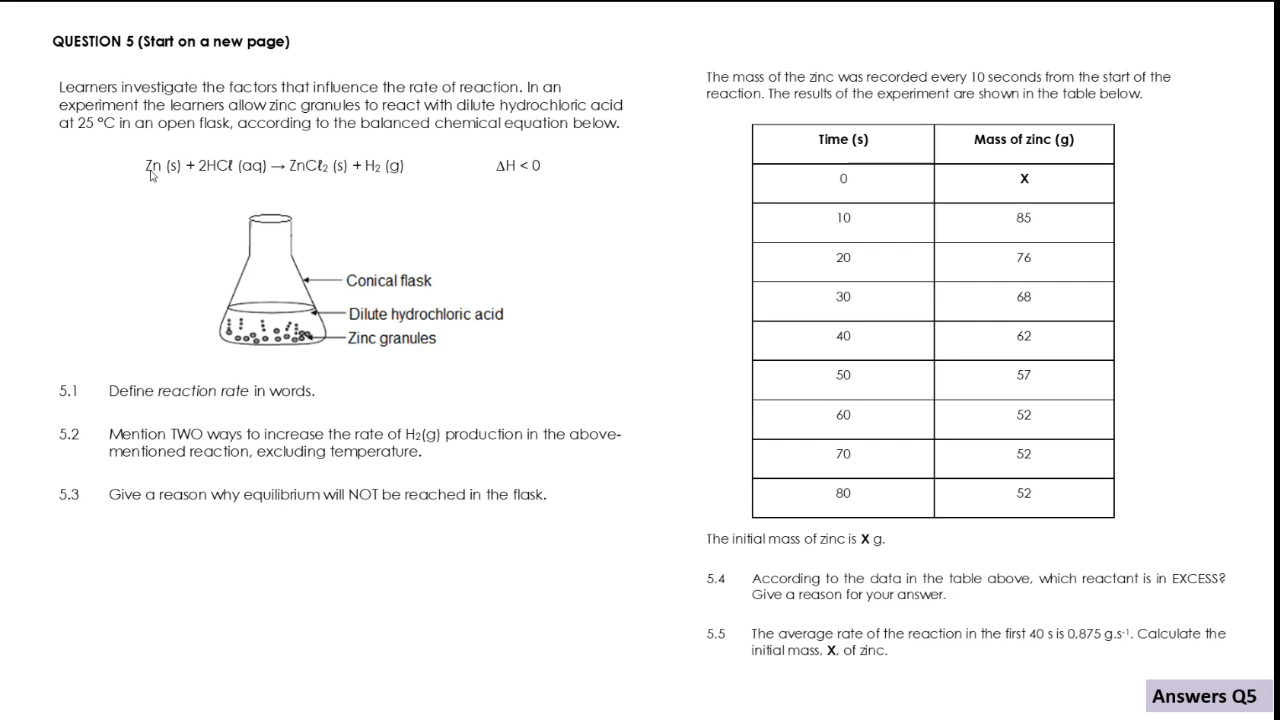 QUESTION 5 (Start on a new page)
Learners investigate the factors that influence the rate of reaction. In an
experiment the learners allow zinc granules to react with dilute hydrochloric acid
at 25 °C in an open flask, according to the balanced chemical equation below.
Zn (s) + 2HCℓ (aq) → ZnCℓ₂ (s) + H₂ (g) ΔH < 0
Conical flask
Dilute hydrochloric acid
Zinc granules
5.1 Define reaction rate in words.
5.2 Mention TWO ways to increase the rate of H₂(g) production in the above-
mentioned reaction, excluding temperature.
5.3 Give a reason why equilibrium will NOT be reached in the flask.
The mass of the zinc was recorded every 10 seconds from the start of the
reaction. The results of the experiment are shown in the table below.
Time (s) Mass of zinc (g)
0 X
10 85
20 76
30 68
40 62
50 57
60 52
70 52
80 52
The initial mass of zinc is X g.
5.4 According to the data in the table above, which reactant is in EXCESS?
Give a reason for your answer.
5.5 The average rate of the reaction in the first 40 s is 0,875 g.s⁻¹. Calculate the
initial mass, X, of zinc.
Answers Q5